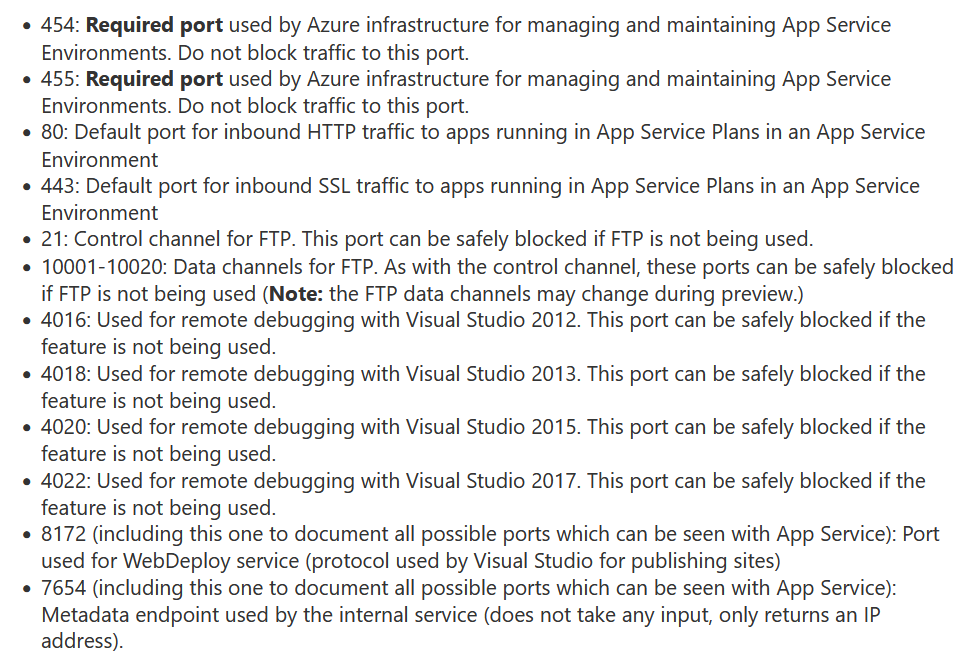 • 454: Required port used by Azure infrastructure for managing and maintaining App Service
Environments. Do not block traffic to this port.
• 455: Required port used by Azure infrastructure for managing and maintaining App Service
Environments. Do not block traffic to this port.
• 80: Default port for inbound HTTP traffic to apps running in App Service Plans in an App Service
Environment
• 443: Default port for inbound SSL traffic to apps running in App Service Plans in an App Service
Environment
• 21: Control channel for FTP. This port can be safely blocked if FTP is not being used.
• 10001-10020: Data channels for FTP. As with the control channel, these ports can be safely blocked
if FTP is not being used (Note: the FTP data channels may change during preview.)
• 4016: Used for remote debugging with Visual Studio 2012. This port can be safely blocked if the
feature is not being used.
• 4018: Used for remote debugging with Visual Studio 2013. This port can be safely blocked if the
feature is not being used.
• 4020: Used for remote debugging with Visual Studio 2015. This port can be safely blocked if the
feature is not being used.
• 4022: Used for remote debugging with Visual Studio 2017. This port can be safely blocked if the
feature is not being used.
• 8172 (including this one to document all possible ports which can be seen with App Service): Port
used for WebDeploy service (protocol used by Visual Studio for publishing sites)
• 7654 (including this one to document all possible ports which can be seen with App Service):
Metadata endpoint used by the internal service (does not take any input, only returns an IP
address).